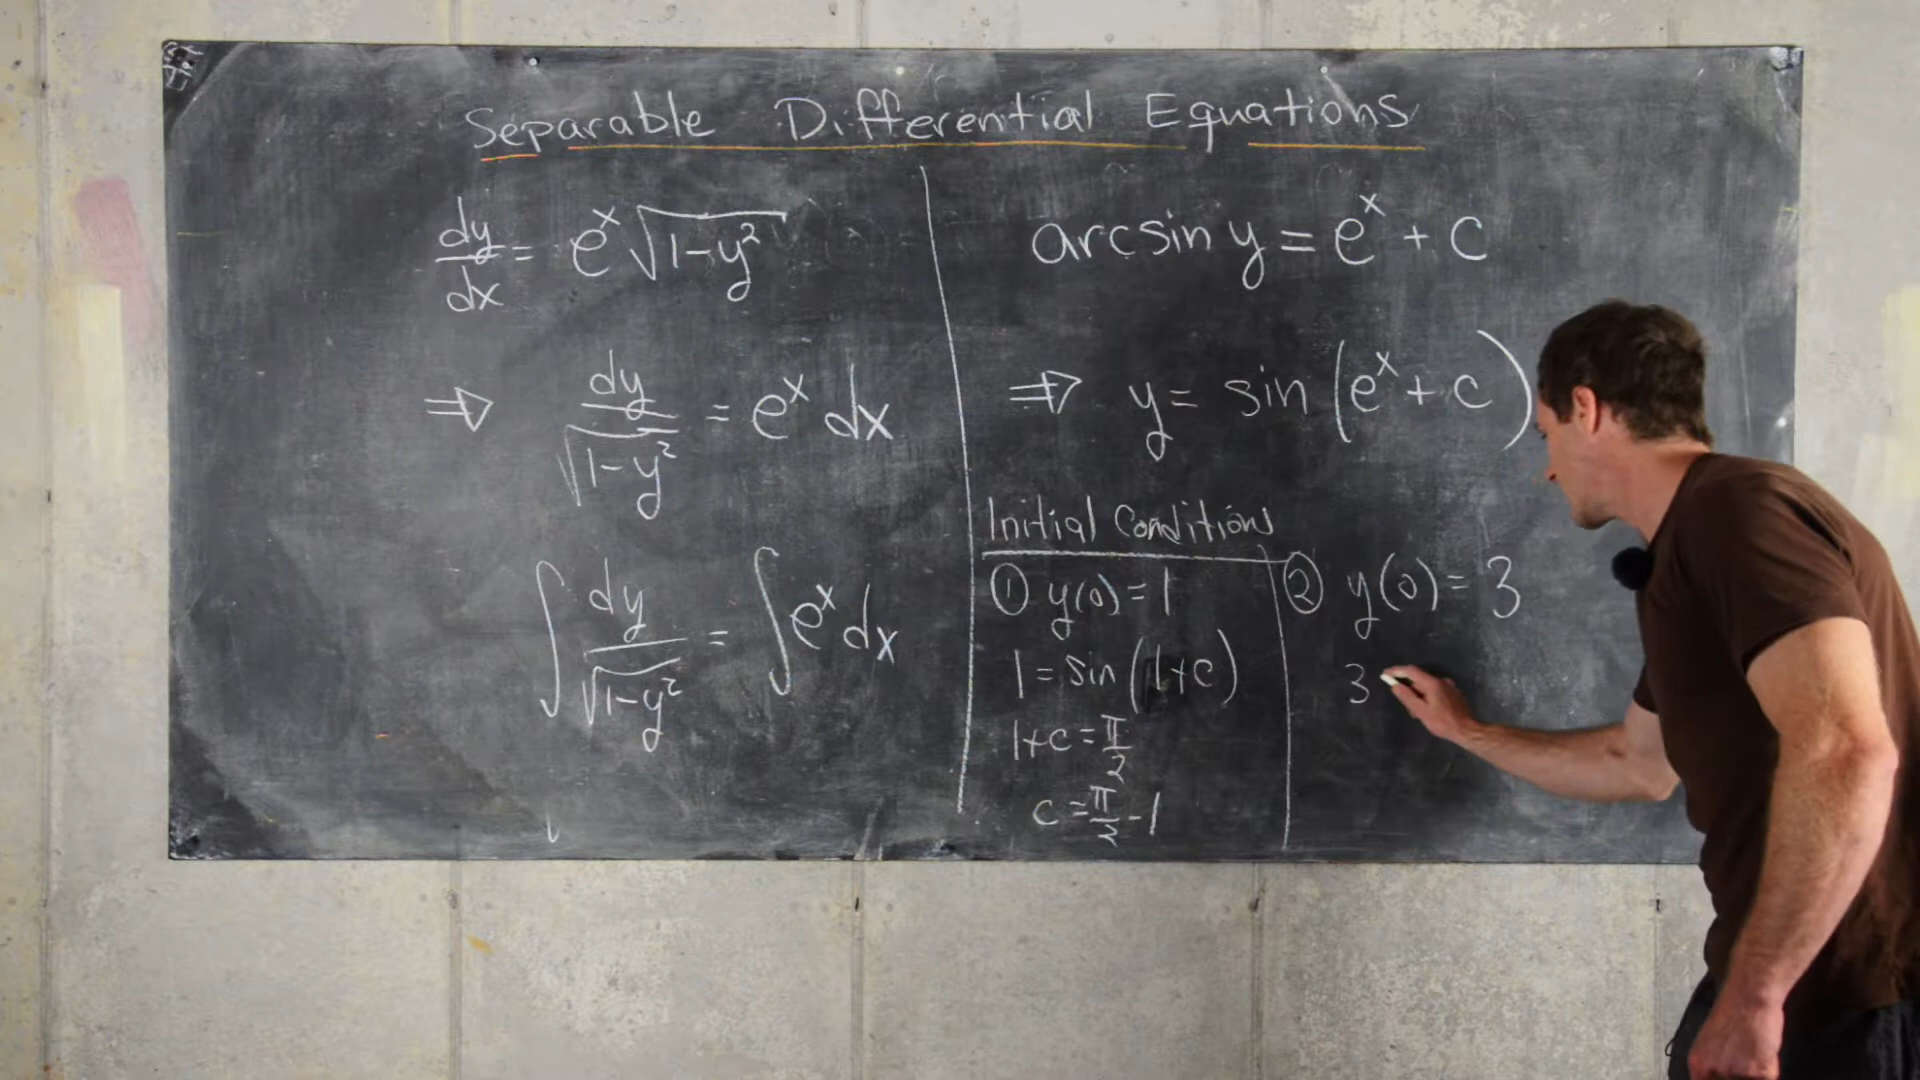 Separable Differential Equations
dy/dx = e^x √(1-y²)
⇒ dy/√(1-y²) = e^x dx
∫ dy/√(1-y²) = ∫ e^x dx
arcsin y = e^x + c
⇒ y = sin (e^x + c)
Initial Conditions
① y(0) = 1
1 = sin (1+c)
1+c = π/2
c = π/2 - 1
② y(0) = 3
3